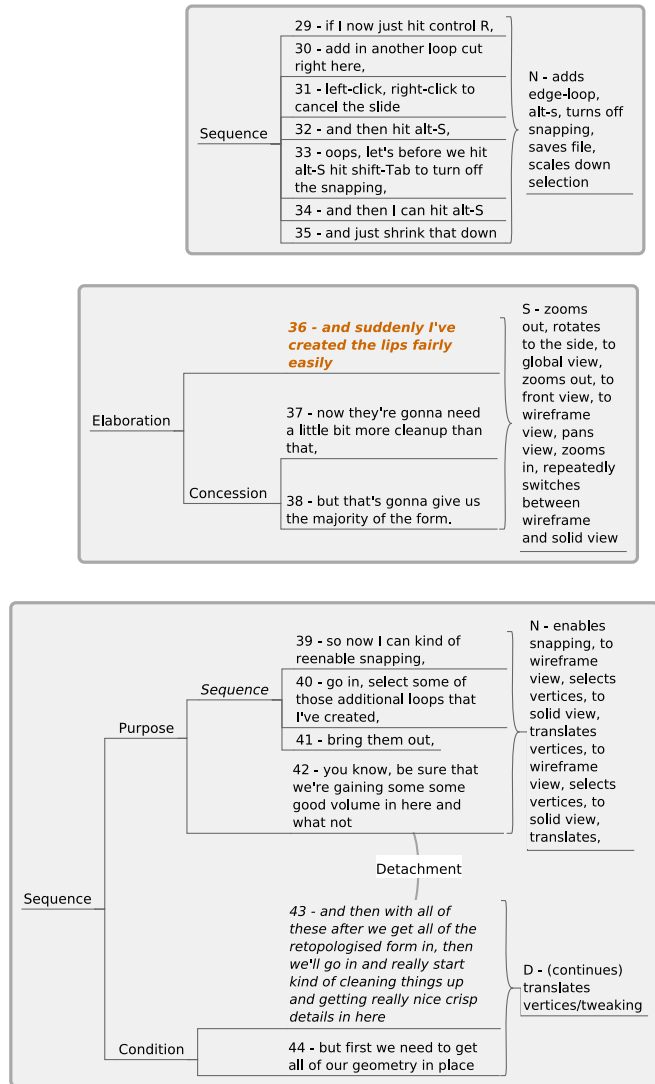 29 - if I now just hit control R,
30 - add in another loop cut
right here,
31 - left-click, right-click to
cancel the slide
Sequence
32 - and then hit alt-S,
33 - oops, let's before we hit
alt-S hit shift-Tab to turn off
the snapping,
34 - and then I can hit alt-S
35 - and just shrink that down
N - adds
edge-loop,
alt-s, turns off
snapping,
saves file,
scales down
selection
36 - and suddenly I've
created the lips fairly
easily
Elaboration
37 - now they're gonna need
a little bit more cleanup than
that,
Concession
38 - but that's gonna give us
the majority of the form.
S - zooms
out, rotates
to the side, to
global view,
zooms out, to
front view, to
wireframe
view, pans
view, zooms
in, repeatedly
switches
between
wireframe
and solid view
39 - so now I can kind of
reenable snapping,
Sequence
40 - go in, select some of
those additional loops that
I've created,
41 - bring them out,
Purpose
42 - you know, be sure that
we're gaining some some
good volume in here and
what not
N - enables
snapping, to
wireframe
view, selects
vertices, to
solid view,
translates
vertices, to
wireframe
view, selects
vertices, to
solid view,
translates,
Detachment
Sequence
43 - and then with all of
these after we get all of the
retopologised form in, then
we'll go in and really start
kind of cleaning things up
and getting really nice crisp
details in here
Condition
44 - but first we need to get
all of our geometry in place
D - (continues)
translates
vertices/tweaking